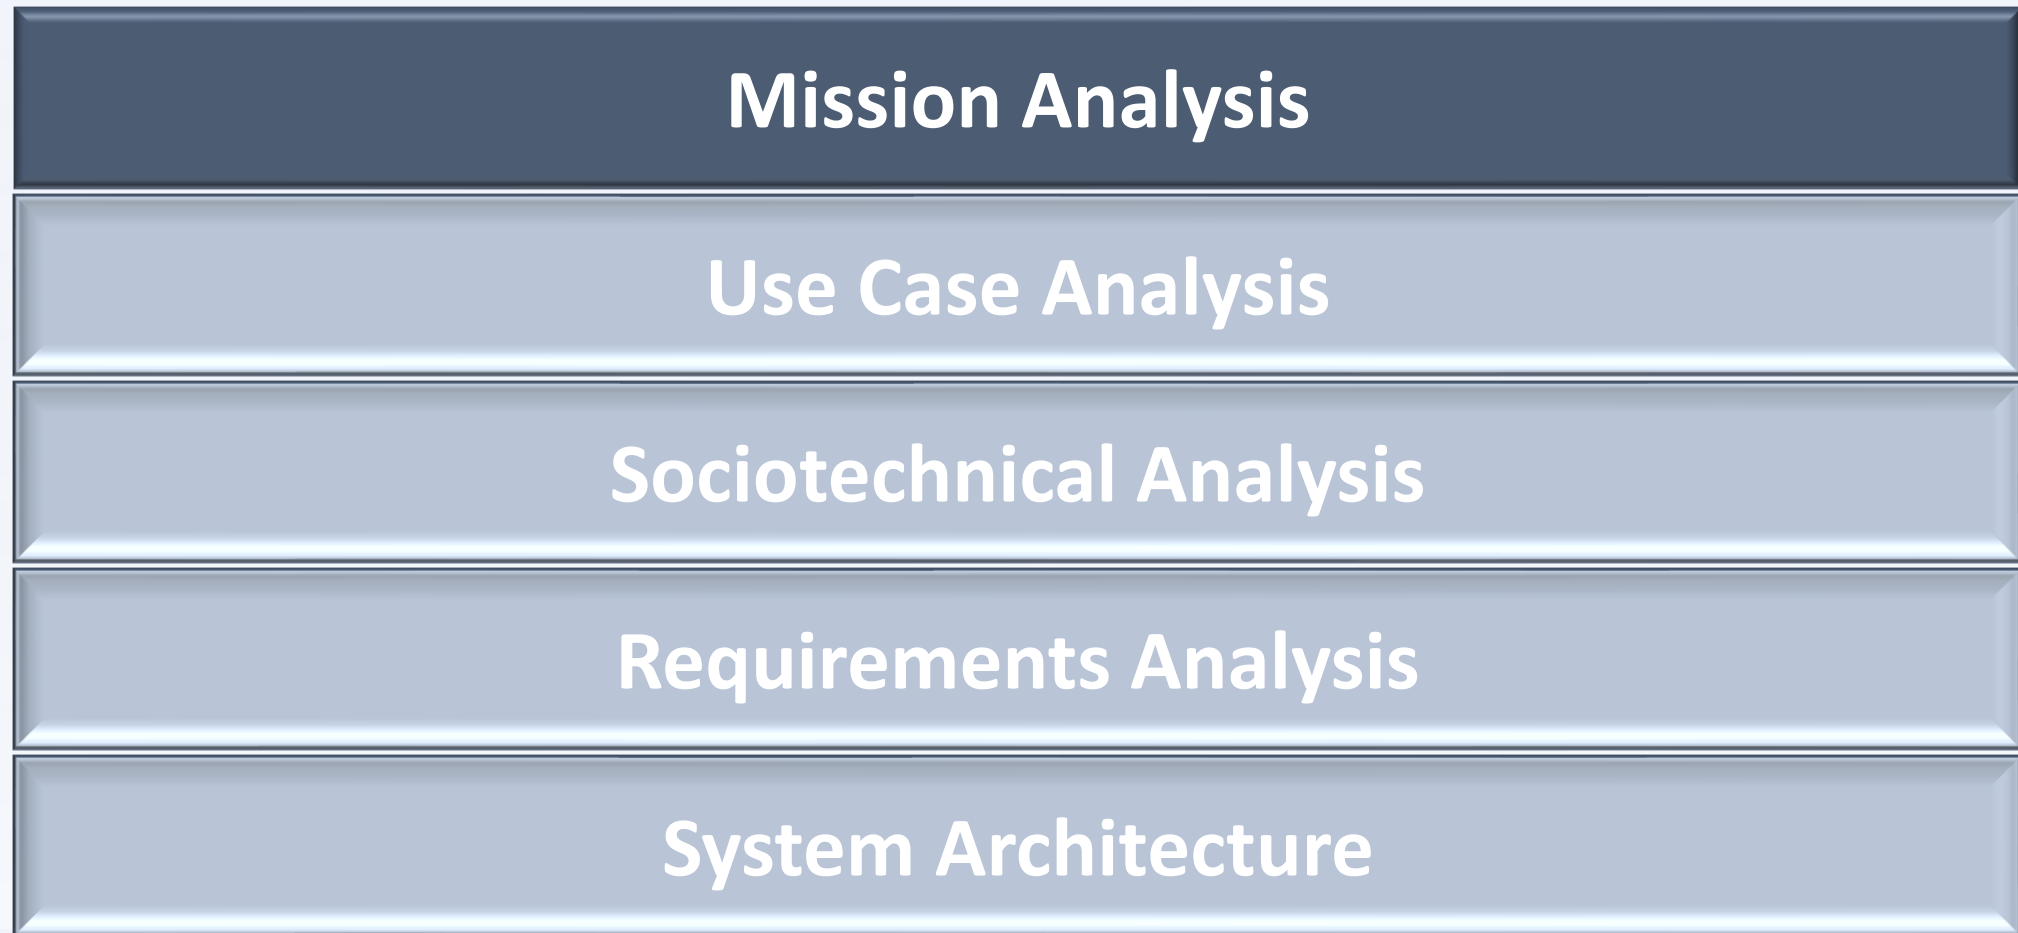 Mission Analysis
Use Case Analysis
Sociotechnical Analysis
Requirements Analysis
System Architecture